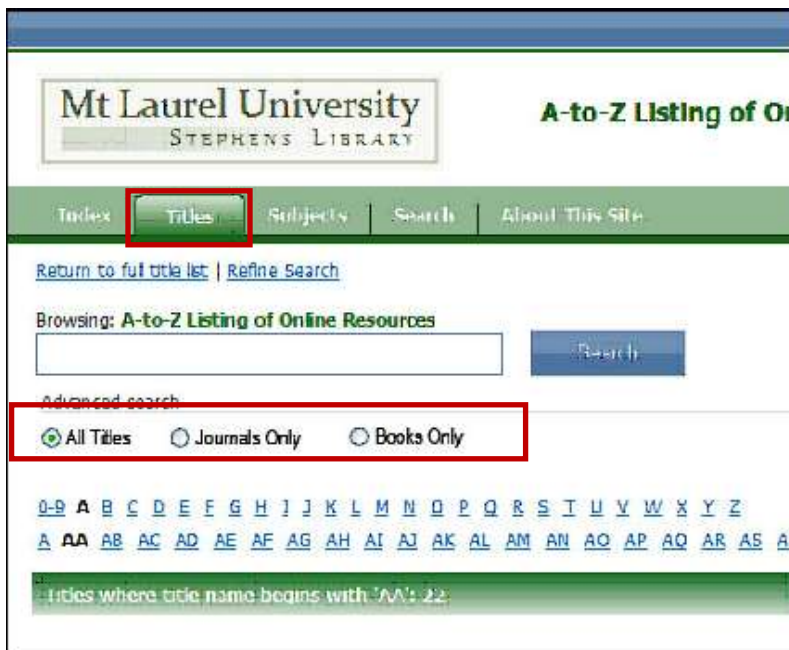 Mt Laurel University
STEPHENS LIBRARY
A-to-Z Listing of
Index Titles Subjects Search About This Site
Return to full title list | Refine Search
Browsing: A-to-Z Listing of Online Resources
Search
Advanced search
All Titles Journals Only Books Only
0-9 A B C D E F G H I J K L M N O P Q R S T U V W X Y Z
A AA AB AC AD AE AF AG AH AI AJ AK AL AM AN AO AP AQ AR AS
Titles where title name begins with 'AA': 22